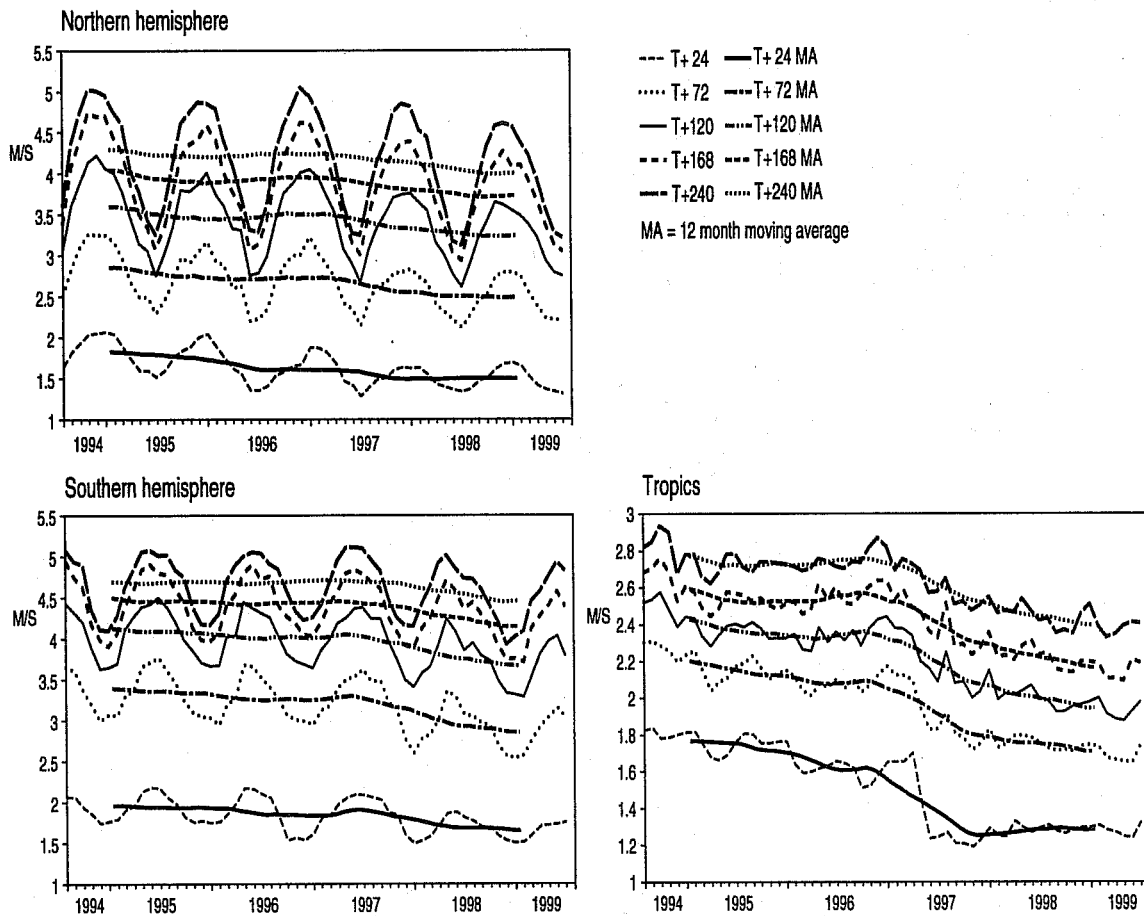 Northern hemisphere
5.5
5
4.5
M/S
4
3.5
3
2.5
2
1.5
1
1994 1995 1996 1997 1998 1999
T+ 24 T+ 24 MA
T+ 72 T+ 72 MA
T+120 T+120 MA
T+168 T+168 MA
T+240 T+240 MA
MA = 12 month moving average
Southern hemisphere
5.5
5
4.5
M/S
4
3.5
3
2.5
2
1.5
1
1994 1995 1996 1997 1998 1999
Tropics
3
2.8
2.6
M/S
2.4
2.2
2
1.8
1.6
1.4
1.2
1
1994 1995 1996 1997 1998 1999